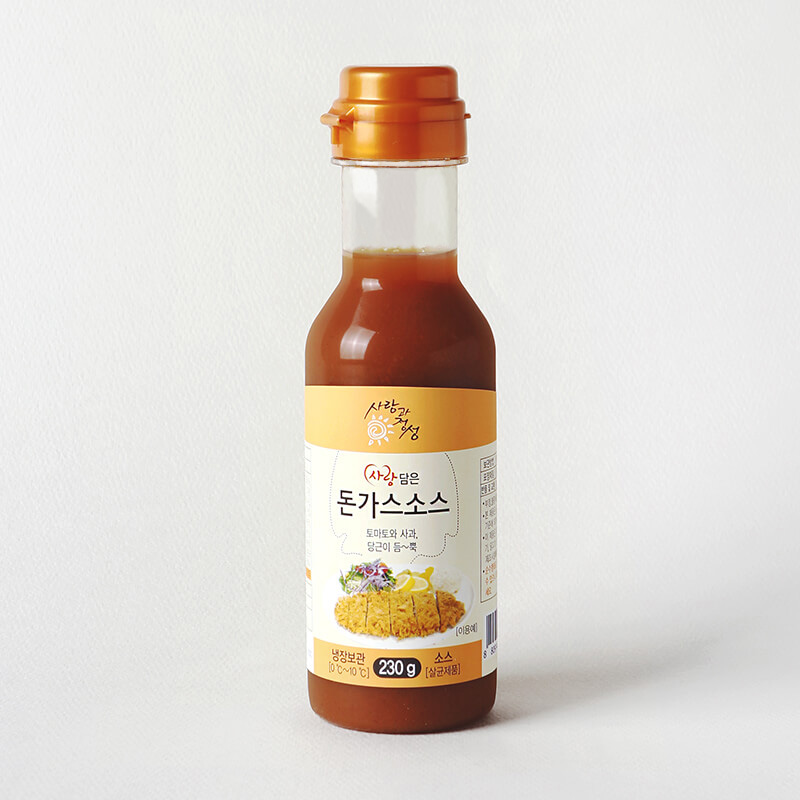 사랑과
정성
사랑 담은
돈가스소스
토마토와 사과,
당근이 듬~뿍
[이용예]
냉장보관
[0 ℃~10 ℃]
230 g
소스
[살균제품]